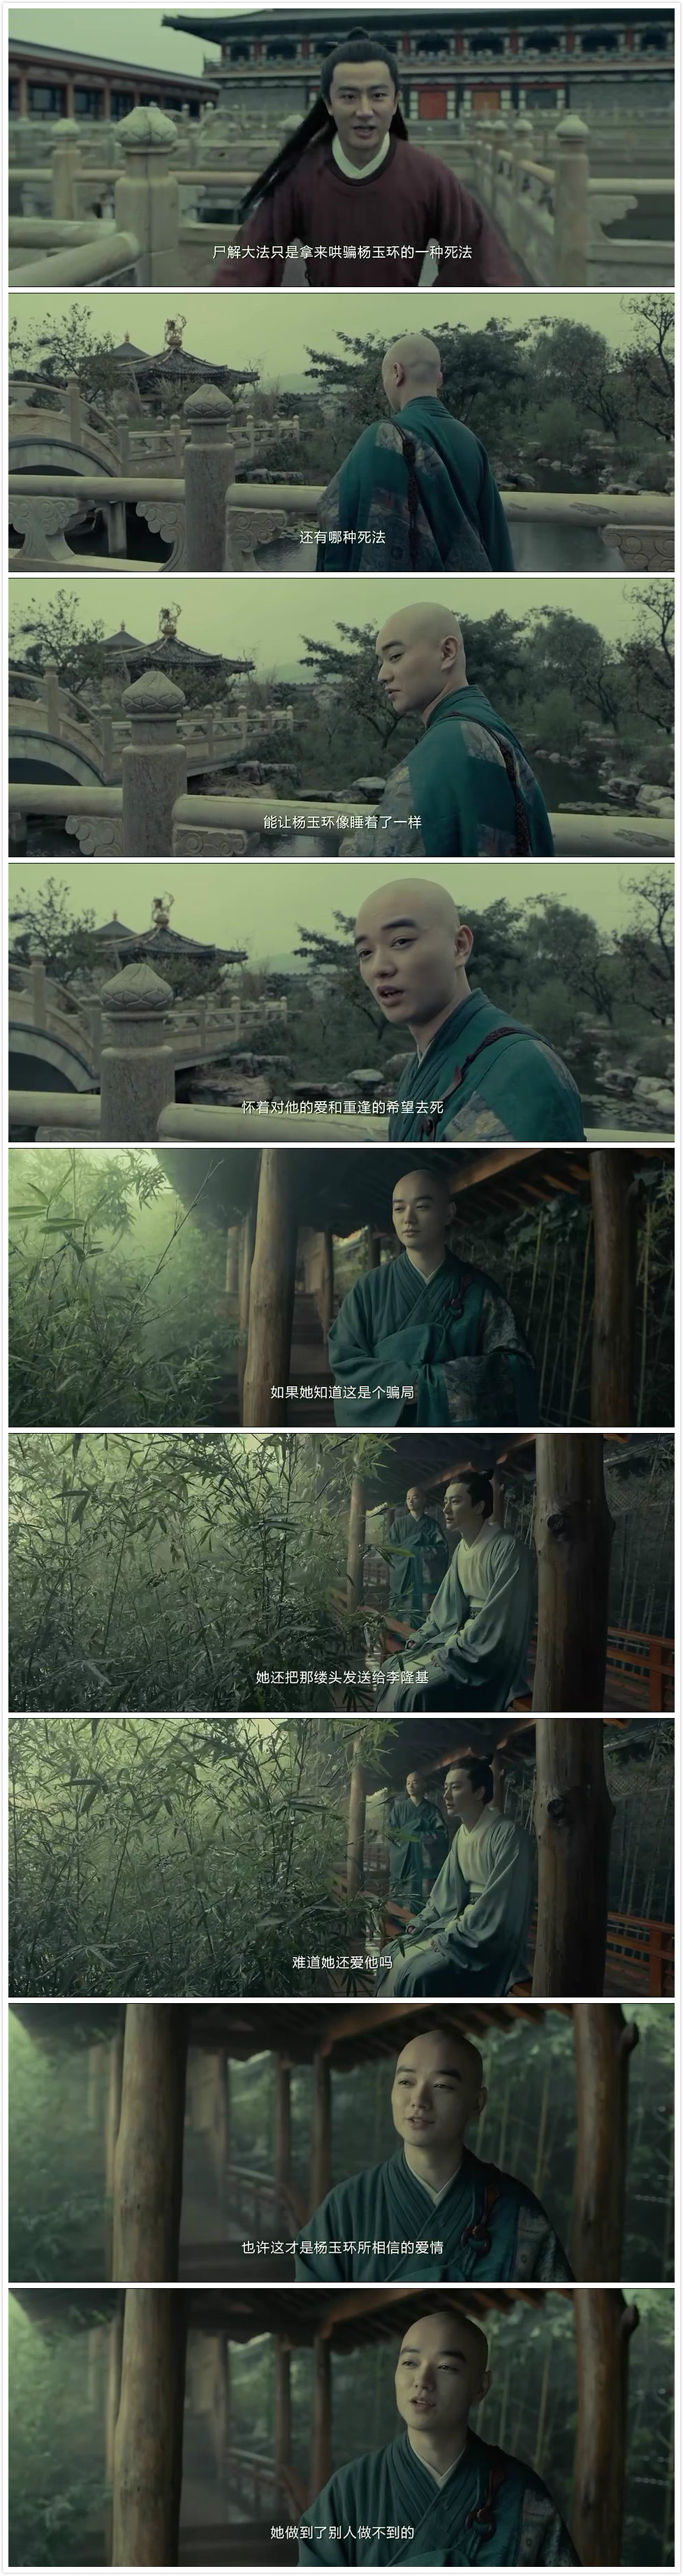 尸解大法只是拿来哄骗杨玉环的一种死法
还有哪种死法
能让杨玉环像睡着了一样
怀着对他的爱和重逢的希望去死
如果她知道这是个骗局
她还把那缕头发送给李隆基
难道她还爱他吗
也许这才是杨玉环所相信的爱情
她做到了别人做不到的